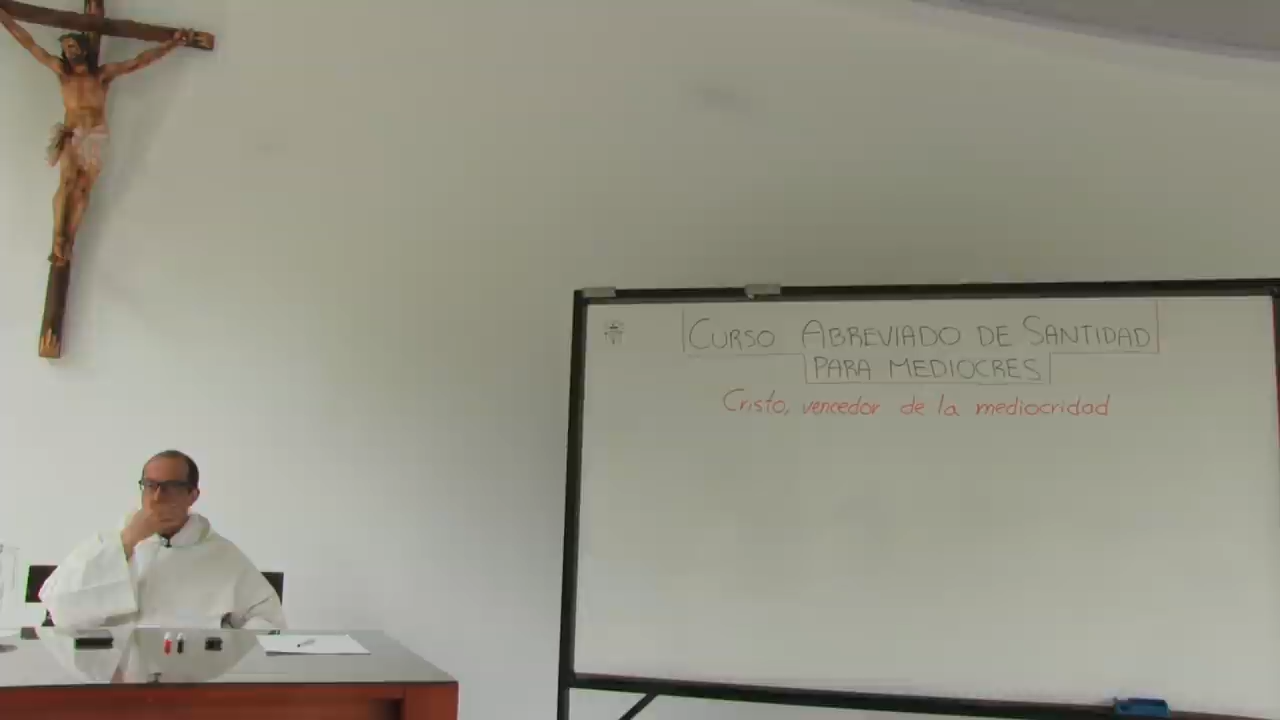 CURSO ABREVIADO DE SANTIDAD
PARA MEDIOCRES
Cristo, vencedor de la mediocridad